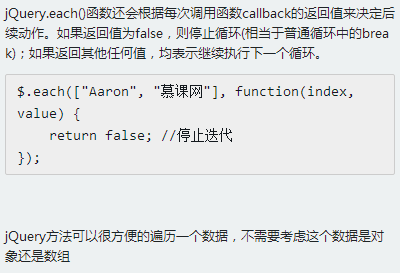 jQuery.each()函数还会根据每次调用函数callback的返回值来决定后
续动作。如果返回值为false，则停止循环(相当于普通循环中的brea
k)；如果返回其他任何值，均表示继续执行下一个循环。
$.each(["Aaron", "慕课网"], function(index,
value) {
    return false; //停止迭代
});
jQuery方法可以很方便的遍历一个数据，不需要考虑这个数据是对
象还是数组